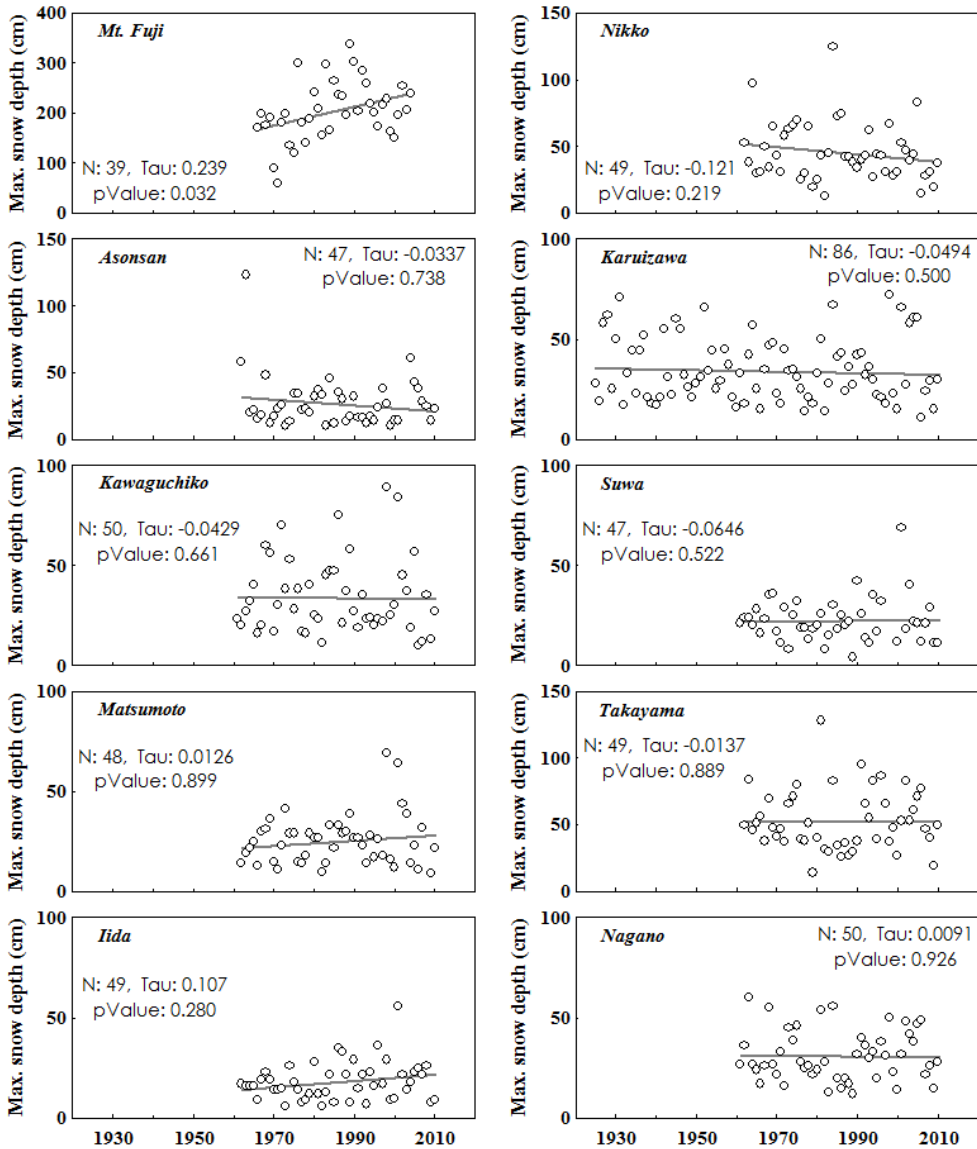 Max. snow depth (cm)
400
300
200
100
0
Mt. Fuji
N: 39, Tau: 0.239
pValue: 0.032
Max. snow depth (cm)
150
100
50
0
Nikko
N: 49, Tau: -0.121
pValue: 0.219
Max. snow depth (cm)
150
100
50
0
Asonsan
N: 47, Tau: -0.0337
pValue: 0.738
Max. snow depth (cm)
100
50
0
Karuizawa
N: 86, Tau: -0.0494
pValue: 0.500
Max. snow depth (cm)
100
50
0
Kawaguchiko
N: 50, Tau: -0.0429
pValue: 0.661
Max. snow depth (cm)
100
50
0
Suwa
N: 47, Tau: -0.0646
pValue: 0.522
Max. snow depth (cm)
100
50
0
Matsumoto
N: 48, Tau: 0.0126
pValue: 0.899
Max. snow depth (cm)
150
100
50
0
Takayama
N: 49, Tau: -0.0137
pValue: 0.889
Max. snow depth (cm)
100
50
0
Iida
N: 49, Tau: 0.107
pValue: 0.280
1930 1950 1970 1990 2010
Max. snow depth (cm)
100
50
0
Nagano
N: 50, Tau: 0.0091
pValue: 0.926
1930 1950 1970 1990 2010